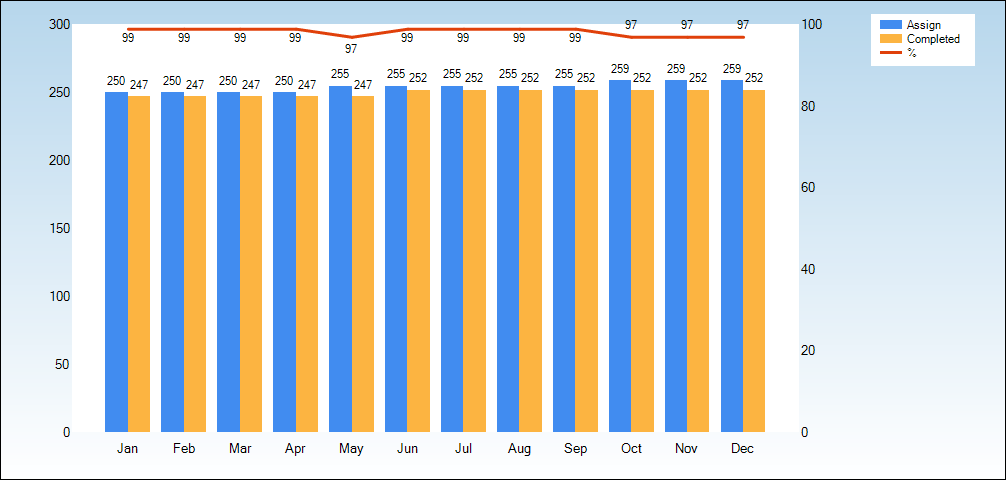 300
250
200
150
100
50
0
99 99 99 99 97 99 99 99 99 97 97 97
250 247 250 247 250 247 250 247 255 247 255 252 255 252 255 252 255 252 259 252 259 252 259 252
Jan Feb Mar Apr May Jun Jul Aug Sep Oct Nov Dec
100
80
60
40
20
0
Assign
Completed
%